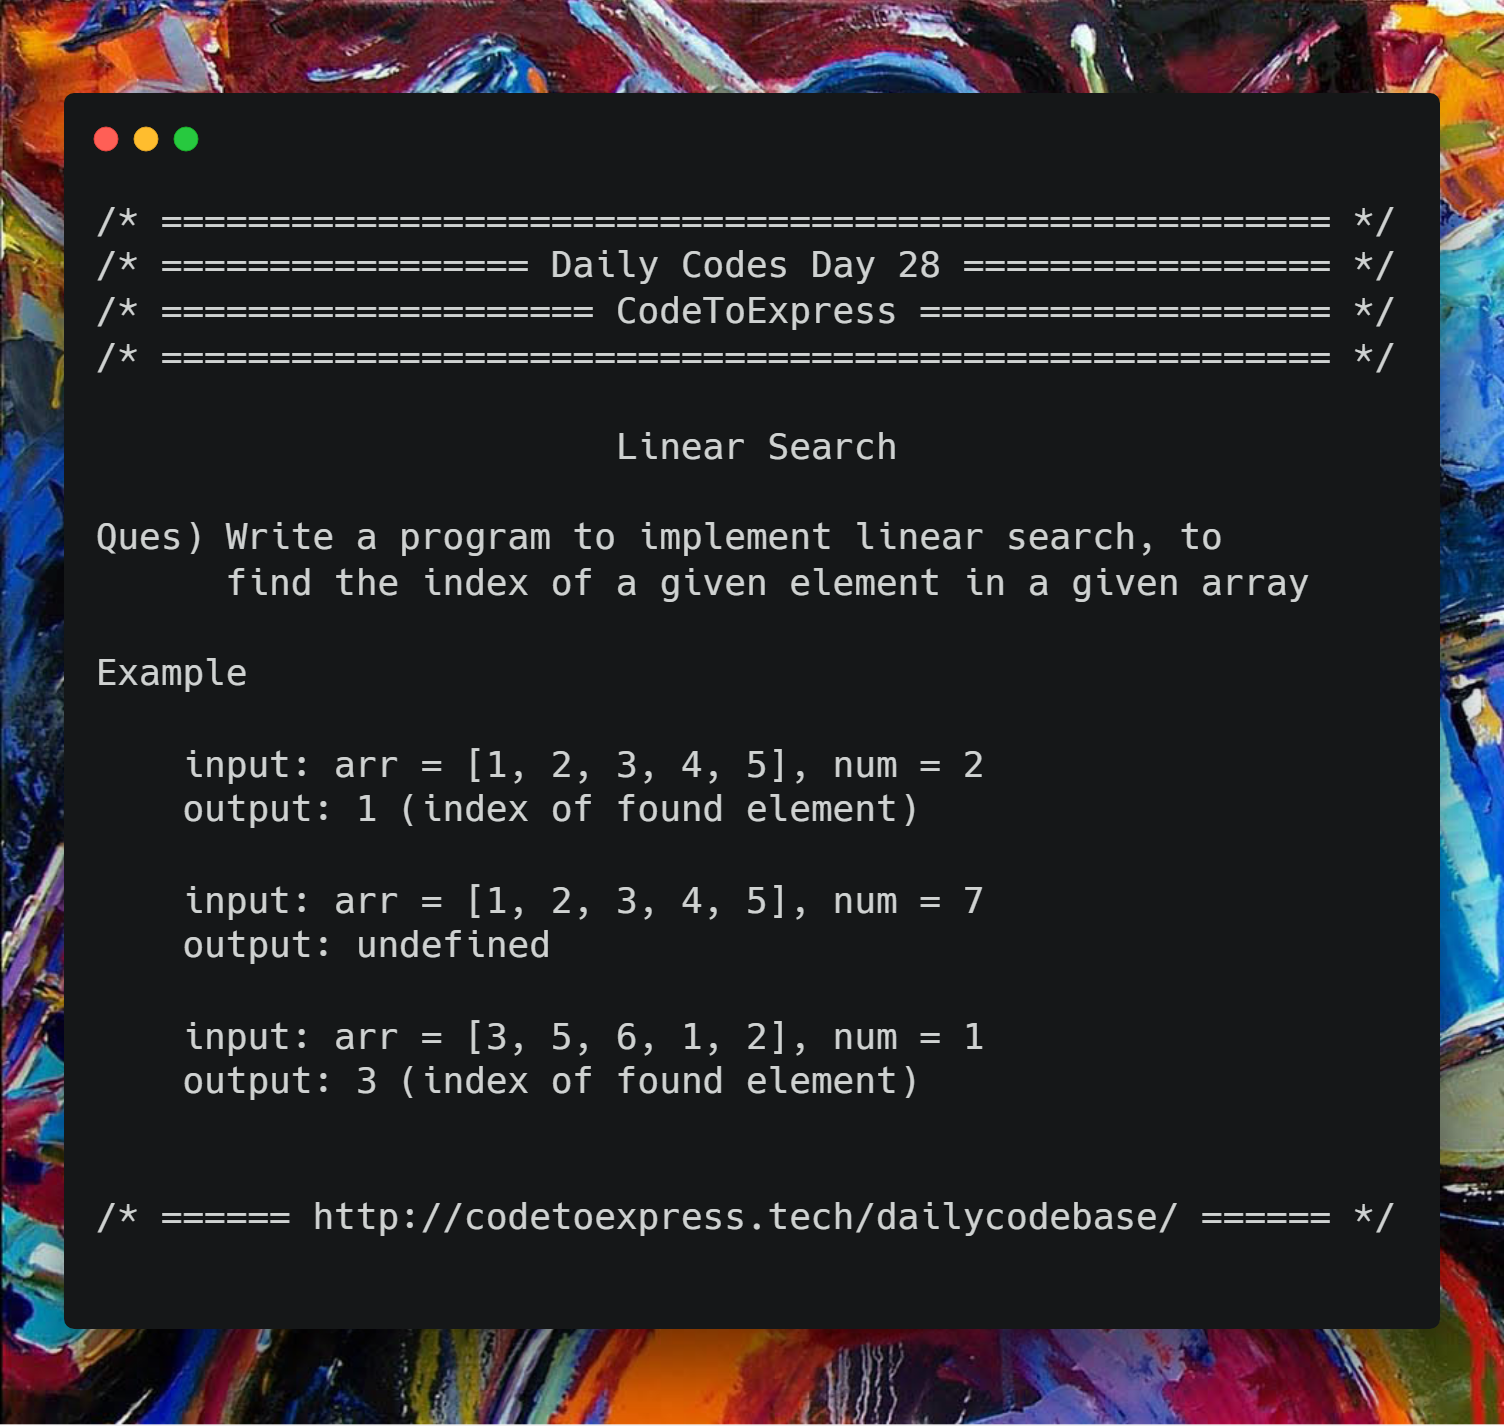 /* ====================================================== */
/* ================= Daily Codes Day 28 ================= */
/* ==================== CodeToExpress =================== */
/* ====================================================== */
Linear Search
Ques) Write a program to implement linear search, to
find the index of a given element in a given array
Example
input: arr = [1, 2, 3, 4, 5], num = 2
output: 1 (index of found element)
input: arr = [1, 2, 3, 4, 5], num = 7
output: undefined
input: arr = [3, 5, 6, 1, 2], num = 1
output: 3 (index of found element)
/* ====== http://codetoexpress.tech/dailycodebase/ ====== */